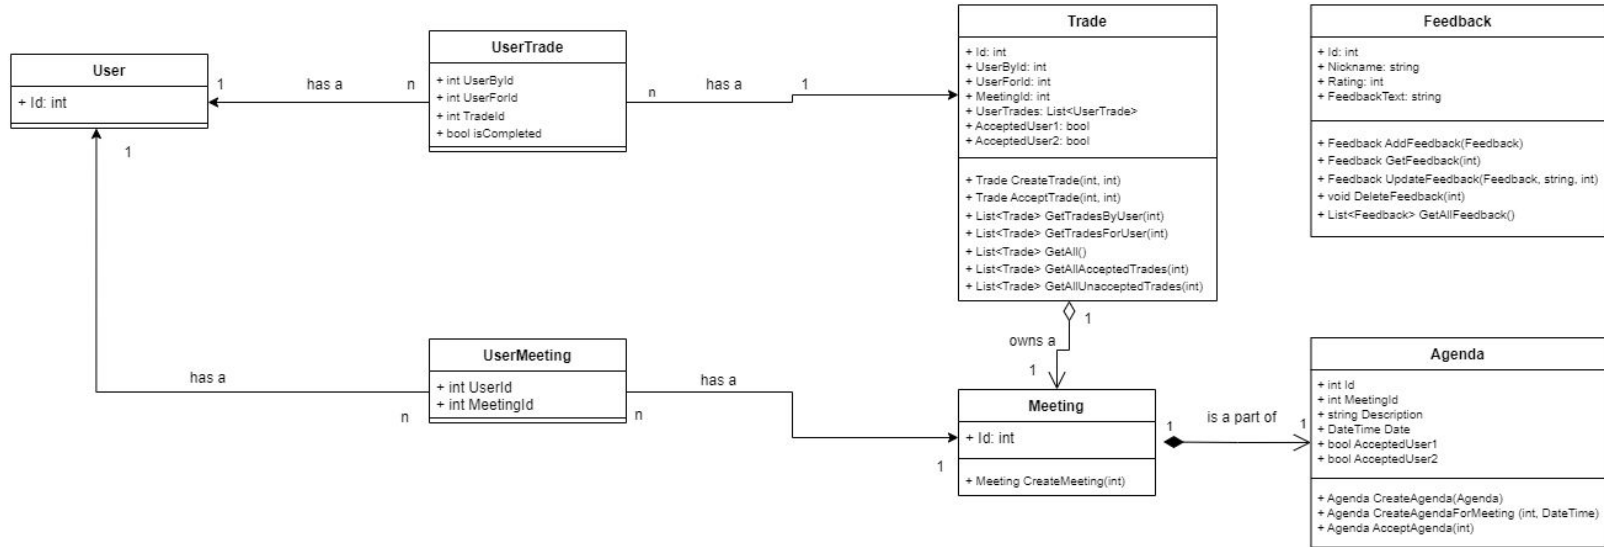 User
+ Id: int
1
has a
n
UserTrade
+ int UserById
+ int UserForId
+ int TradeId
+ bool isCompleted
n
has a
1
Trade
+ Id: int
+ UserById: int
+ UserForId: int
+ MeetingId: int
+ UserTrades: List<UserTrade>
+ AcceptedUser1: bool
+ AcceptedUser2: bool
+ Trade CreateTrade(int, int)
+ Trade AcceptTrade(int, int)
+ List<Trade> GetTradesByUser(int)
+ List<Trade> GetTradesForUser(int)
+ List<Trade> GetAll()
+ List<Trade> GetAllAcceptedTrades(int)
+ List<Trade> GetAllUnacceptedTrades(int)
Feedback
+ Id: int
+ Nickname: string
+ Rating: int
+ FeedbackText: string
+ Feedback AddFeedback(Feedback)
+ Feedback GetFeedback(int)
+ Feedback UpdateFeedback(Feedback, string, int)
+ void DeleteFeedback(int)
+ List<Feedback> GetAllFeedback()
1
has a
n
UserMeeting
+ int UserId
+ int MeetingId
n
has a
1
1
owns a
1
Meeting
+ Id: int
+ Meeting CreateMeeting(int)
1
is a part of
1
Agenda
+ int Id
+ int MeetingId
+ string Description
+ DateTime Date
+ bool AcceptedUser1
+ bool AcceptedUser2
+ Agenda CreateAgenda(Agenda)
+ Agenda CreateAgendaForMeeting (int, DateTime)
+ Agenda AcceptAgenda(int)